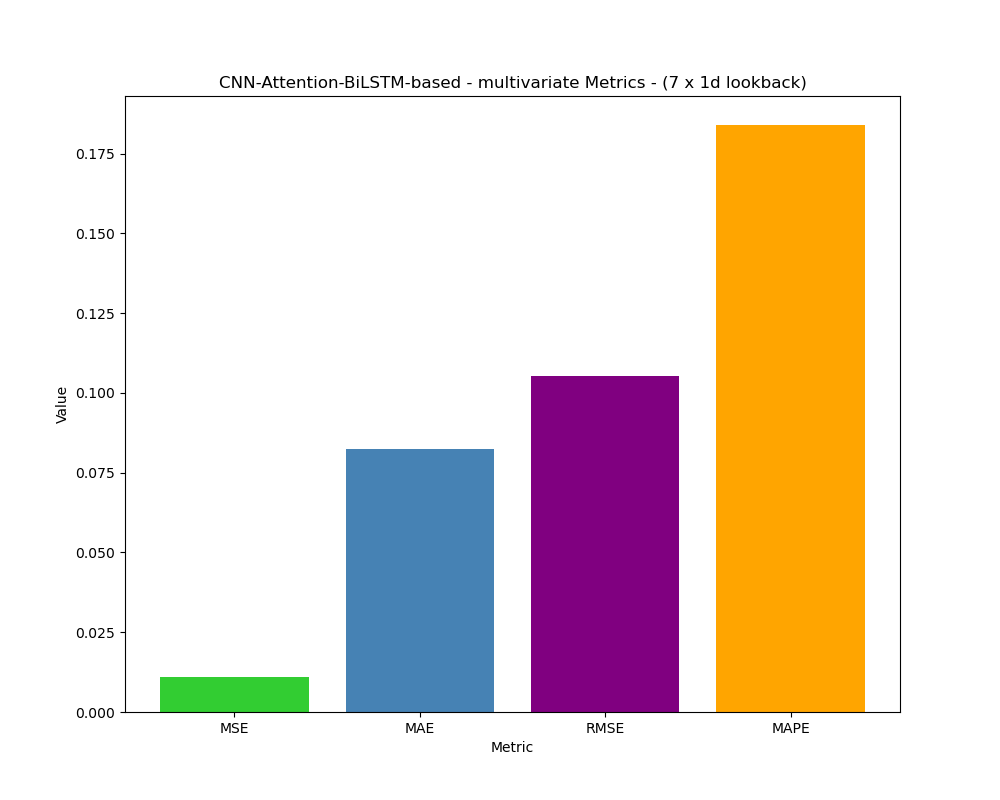 CNN-Attention-BiLSTM-based - multivariate Metrics - (7 x 1d lookback)
Value
0.175
0.150
0.125
0.100
0.075
0.050
0.025
0.000
MSE MAE RMSE MAPE
Metric